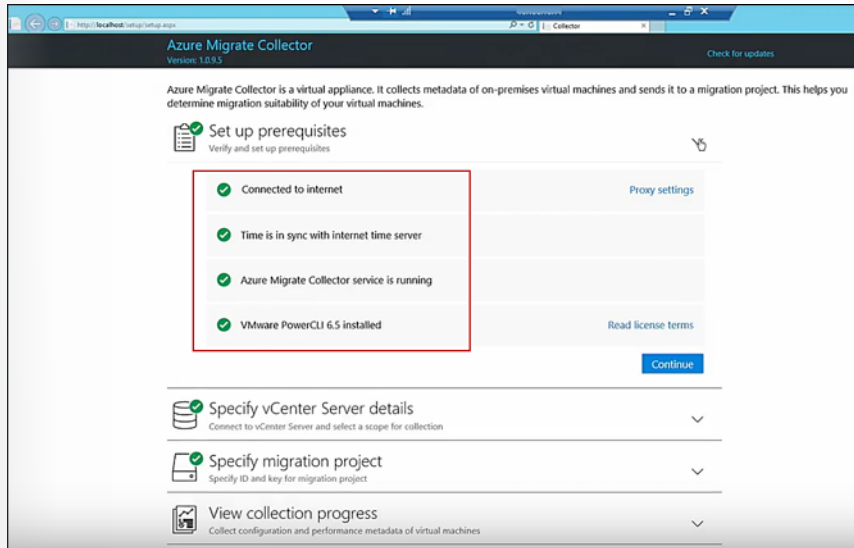 http://localhost/setup/setup.aspx
Collector
Azure Migrate Collector
Version: 1.0.9.5
Check for updates
Azure Migrate Collector is a virtual appliance. It collects metadata of on-premises virtual machines and sends it to a migration project. This helps you
determine migration suitability of your virtual machines.
Set up prerequisites
Verify and set up prerequisites
Connected to internet
Proxy settings
Time is in sync with internet time server
Azure Migrate Collector service is running
VMware PowerCLI 6.5 installed
Read license terms
Continue
Specify vCenter Server details
Connect to vCenter Server and select a scope for collection
Specify migration project
Specify ID and key for migration project
View collection progress
Collect configuration and performance metadata of virtual machines